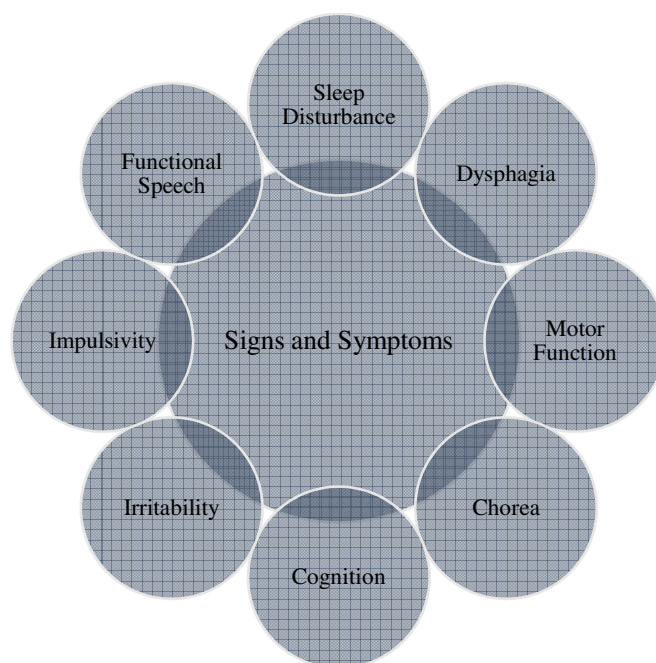 Sleep
Disturbance
Functional
Speech
Dysphagia
Impulsivity
Signs and Symptoms
Motor
Function
Irritability
Chorea
Cognition